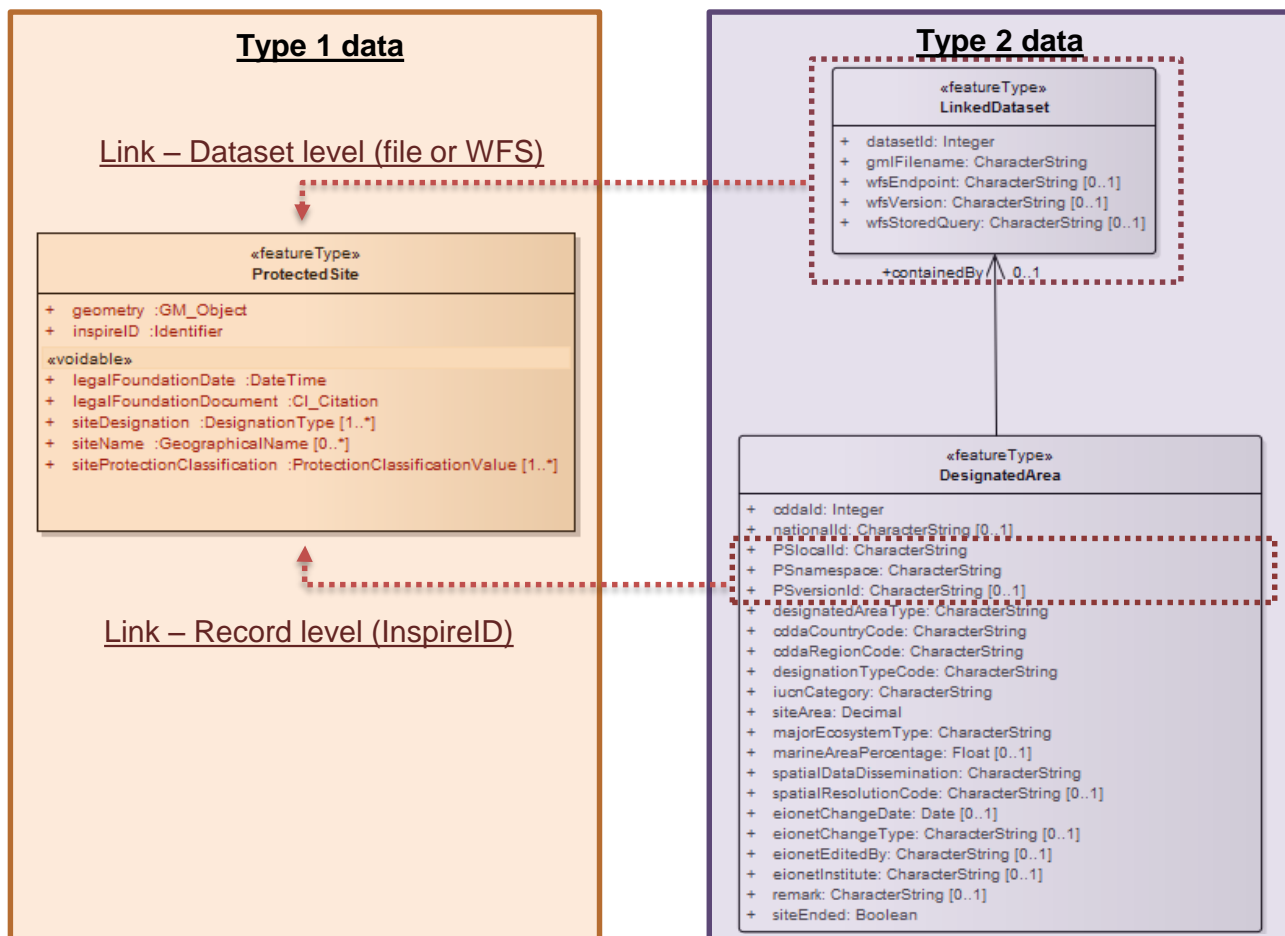 Type 1 data
Link – Dataset level (file or WFS)
«featureType»
ProtectedSite
+ geometry :GM_Object
+ inspireID :Identifier
«voidable»
+ legalFoundationDate :DateTime
+ legalFoundationDocument :CI_Citation
+ siteDesignation :DesignationType [1..*]
+ siteName :GeographicalName [0..*]
+ siteProtectionClassification :ProtectionClassificationValue [1..*]
Link – Record level (InspireID)
Type 2 data
«featureType»
LinkedDataset
+ datasetId: Integer
+ gmlFilename: CharacterString
+ wfsEndpoint: CharacterString [0..1]
+ wfsVersion: CharacterString [0..1]
+ wfsStoredQuery: CharacterString [0..1]
+containedBy 0..1
«featureType»
DesignatedArea
+ cddaId: Integer
+ nationalId: CharacterString [0..1]
+ PSlocalId: CharacterString
+ PSnamespace: CharacterString
+ PSversionId: CharacterString [0..1]
+ designatedAreaType: CharacterString
+ cddaCountryCode: CharacterString
+ cddaRegionCode: CharacterString
+ designationTypeCode: CharacterString
+ iucnCategory: CharacterString
+ siteArea: Decimal
+ majorEcosystemType: CharacterString
+ marineAreaPercentage: Float [0..1]
+ spatialDataDissemination: CharacterString
+ spatialResolutionCode: CharacterString [0..1]
+ eionetChangeDate: Date [0..1]
+ eionetChangeType: CharacterString [0..1]
+ eionetEditedBy: CharacterString [0..1]
+ eionetInstitute: CharacterString [0..1]
+ remark: CharacterString [0..1]
+ siteEnded: Boolean